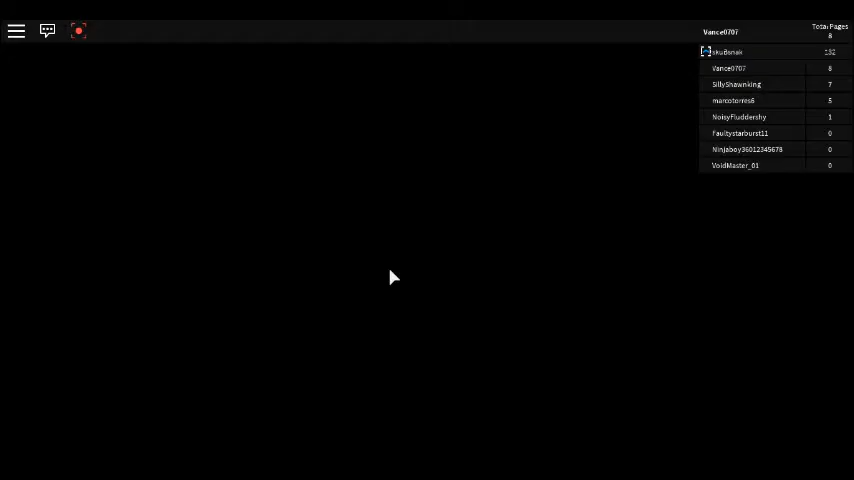 Vance0707 Total Pages
8
skuBsnak 132
Vance0707 8
SillyShawnking 7
marcotorres6 5
NoisyFluddershy 1
Faultystarburst11 0
Ninjaboy36012345678 0
VoidMaster_01 0